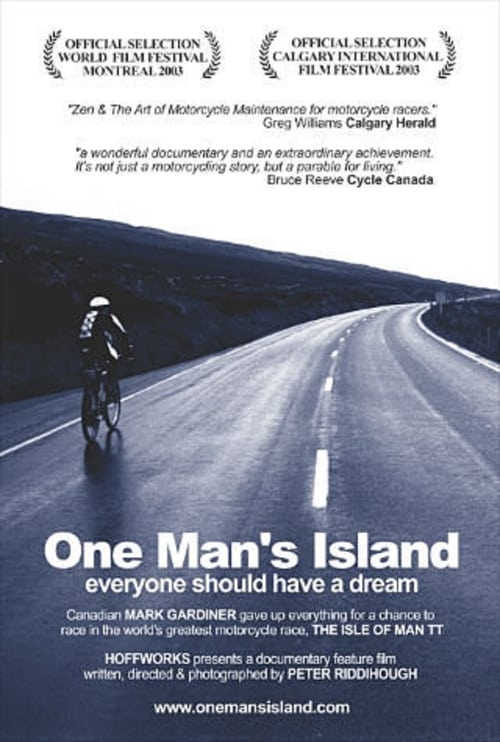 OFFICIAL SELECTION
WORLD FILM FESTIVAL
MONTREAL 2003
OFFICIAL SELECTION
CALGARY INTERNATIONAL
FILM FESTIVAL 2003
"Zen & The Art of Motorcycle Maintenance for motorcycle racers."
Greg Williams Calgary Herald
"a wonderful documentary and an extraordinary achievement.
It's not just a motorcycling story, but a parable for living."
Bruce Reeve Cycle Canada
One Man's Island
everyone should have a dream
Canadian MARK GARDINER gave up everything for a chance to
race in the world's greatest motorcycle race, THE ISLE OF MAN TT
HOFFWORKS presents a documentary feature film
written, directed & photographed by PETER RIDDIHOUGH
www.onemansisland.com